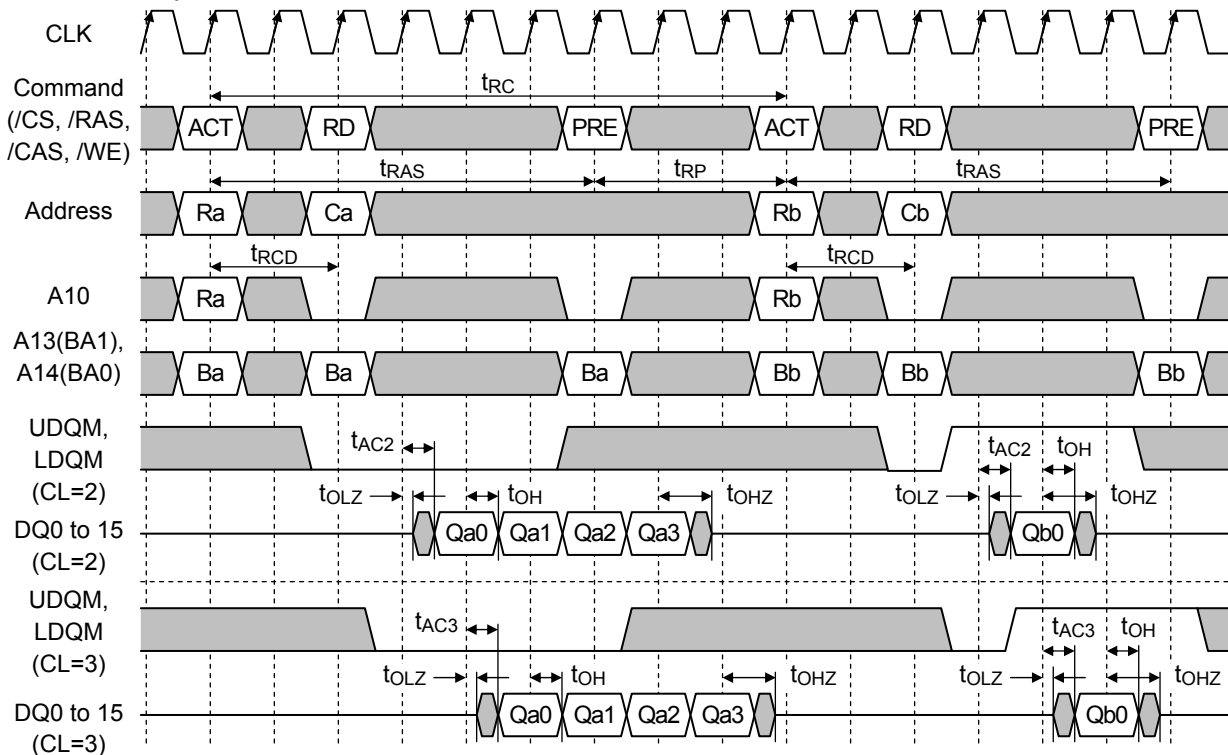 CLK
Command
(/CS, /RAS,
/CAS, /WE)
tRC
ACT RD PRE ACT RD PRE
tRAS tRP tRAS
Address
Ra Ca Rb Cb
tRCD tRCD
A10
Ra Rb
A13(BA1),
A14(BA0)
Ba Ba Ba Bb Bb Bb
UDQM,
LDQM
(CL=2)
tAC2 tAC2 tOH
tOLZ tOH tOHZ tOLZ tOHZ
DQ0 to 15
(CL=2)
Qa0 Qa1 Qa2 Qa3 Qb0
UDQM,
LDQM
(CL=3)
tAC3 tAC3 tOH
tOLZ tOH tOHZ tOLZ tOHZ
DQ0 to 15
(CL=3)
Qa0 Qa1 Qa2 Qa3 Qb0